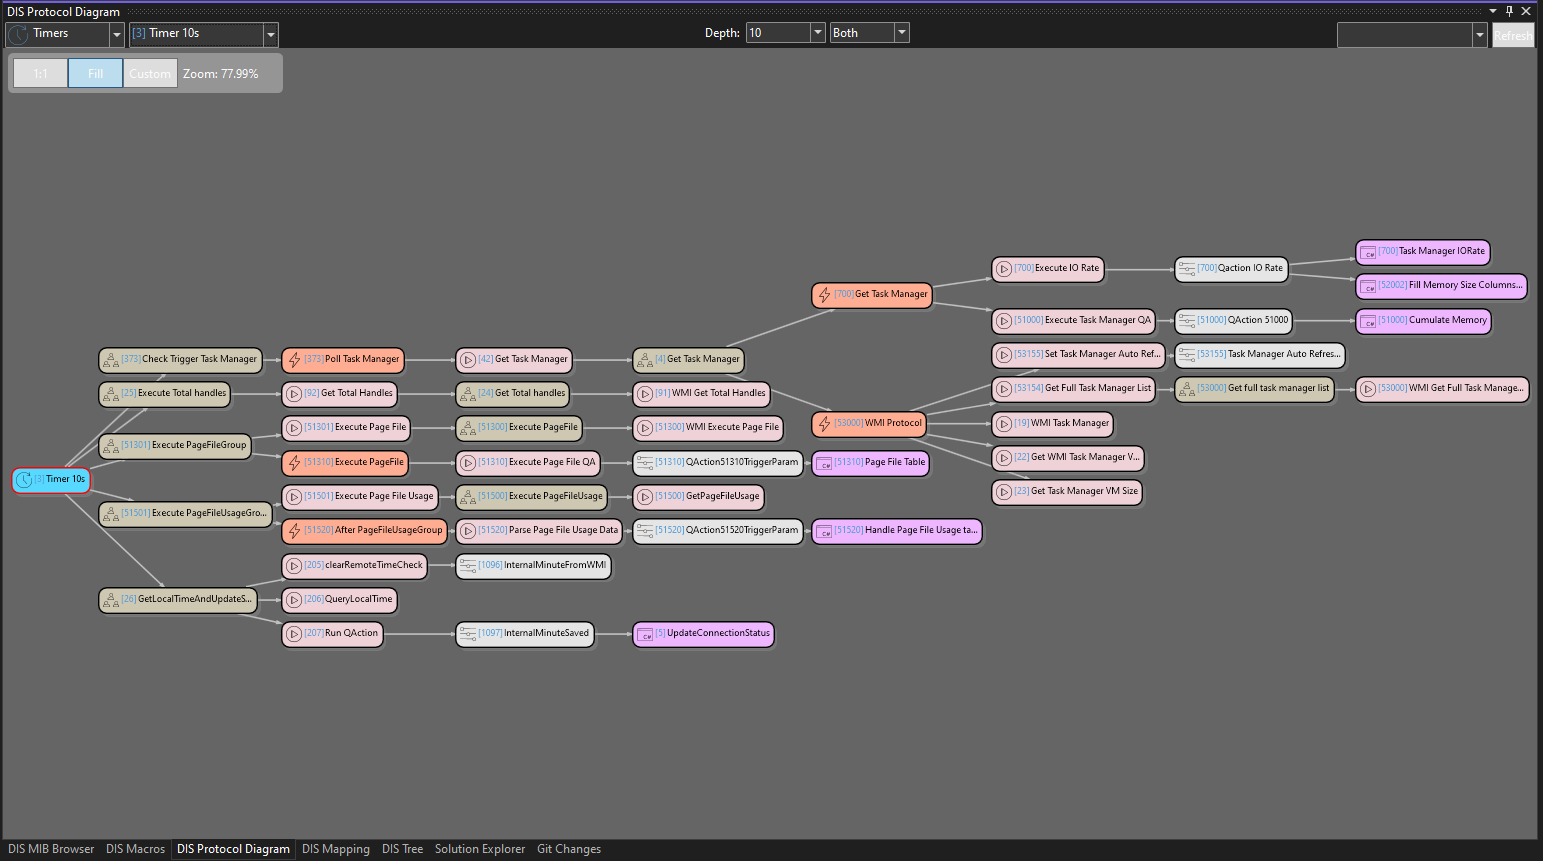 DIS Protocol Diagram
Timers
[3] Timer 10s
Depth:
10
Both
Refresh
1:1
Fill
Custom
Zoom: 77.99%
[700]Task Manager IORate
[700]Execute IO Rate
[700]Qaction IO Rate
[52002]Fill Memory Size Columns...
[700]Get Task Manager
[51000]Execute Task Manager QA
[51000]QAction 51000
[51000]Cumulate Memory
[373]Check Trigger Task Manager
[373]Poll Task Manager
[42]Get Task Manager
[4]Get Task Manager
[53155]Set Task Manager Auto Ref...
[53155]Task Manager Auto Refres...
[25]Execute Total handles
[92]Get Total Handles
[24]Get Total handles
[91]WMI Get Total Handles
[53154]Get Full Task Manager List
[53000]Get full task manager list
[53000]WMI Get Full Task Manage...
[51301]Execute PageFileGroup
[51301]Execute Page File
[51300]Execute PageFile
[51300]WMI Execute Page File
[53000]WMI Protocol
[19]WMI Task Manager
[51310]Execute PageFile
[51310]Execute Page File QA
[51310]QAction51310TriggerParam
[51310]Page File Table
[22]Get WMI Task Manager V...
[3]Timer 10s
[51501]Execute Page File Usage
[51500]Execute PageFileUsage
[51500]GetPageFileUsage
[23]Get Task Manager VM Size
[51501]Execute PageFileUsageGro...
[51520]After PageFileUsageGroup
[51520]Parse Page File Usage Data
[51520]QAction51520TriggerParam
[51520]Handle Page File Usage ta...
[205]clearRemoteTimeCheck
[1096]InternalMinuteFromWMI
[26]GetLocalTimeAndUpdateS...
[206]QueryLocalTime
[207]Run QAction
[1097]InternalMinuteSaved
[5]UpdateConnectionStatus
DIS MIB Browser
DIS Macros
DIS Protocol Diagram
DIS Mapping
DIS Tree
Solution Explorer
Git Changes